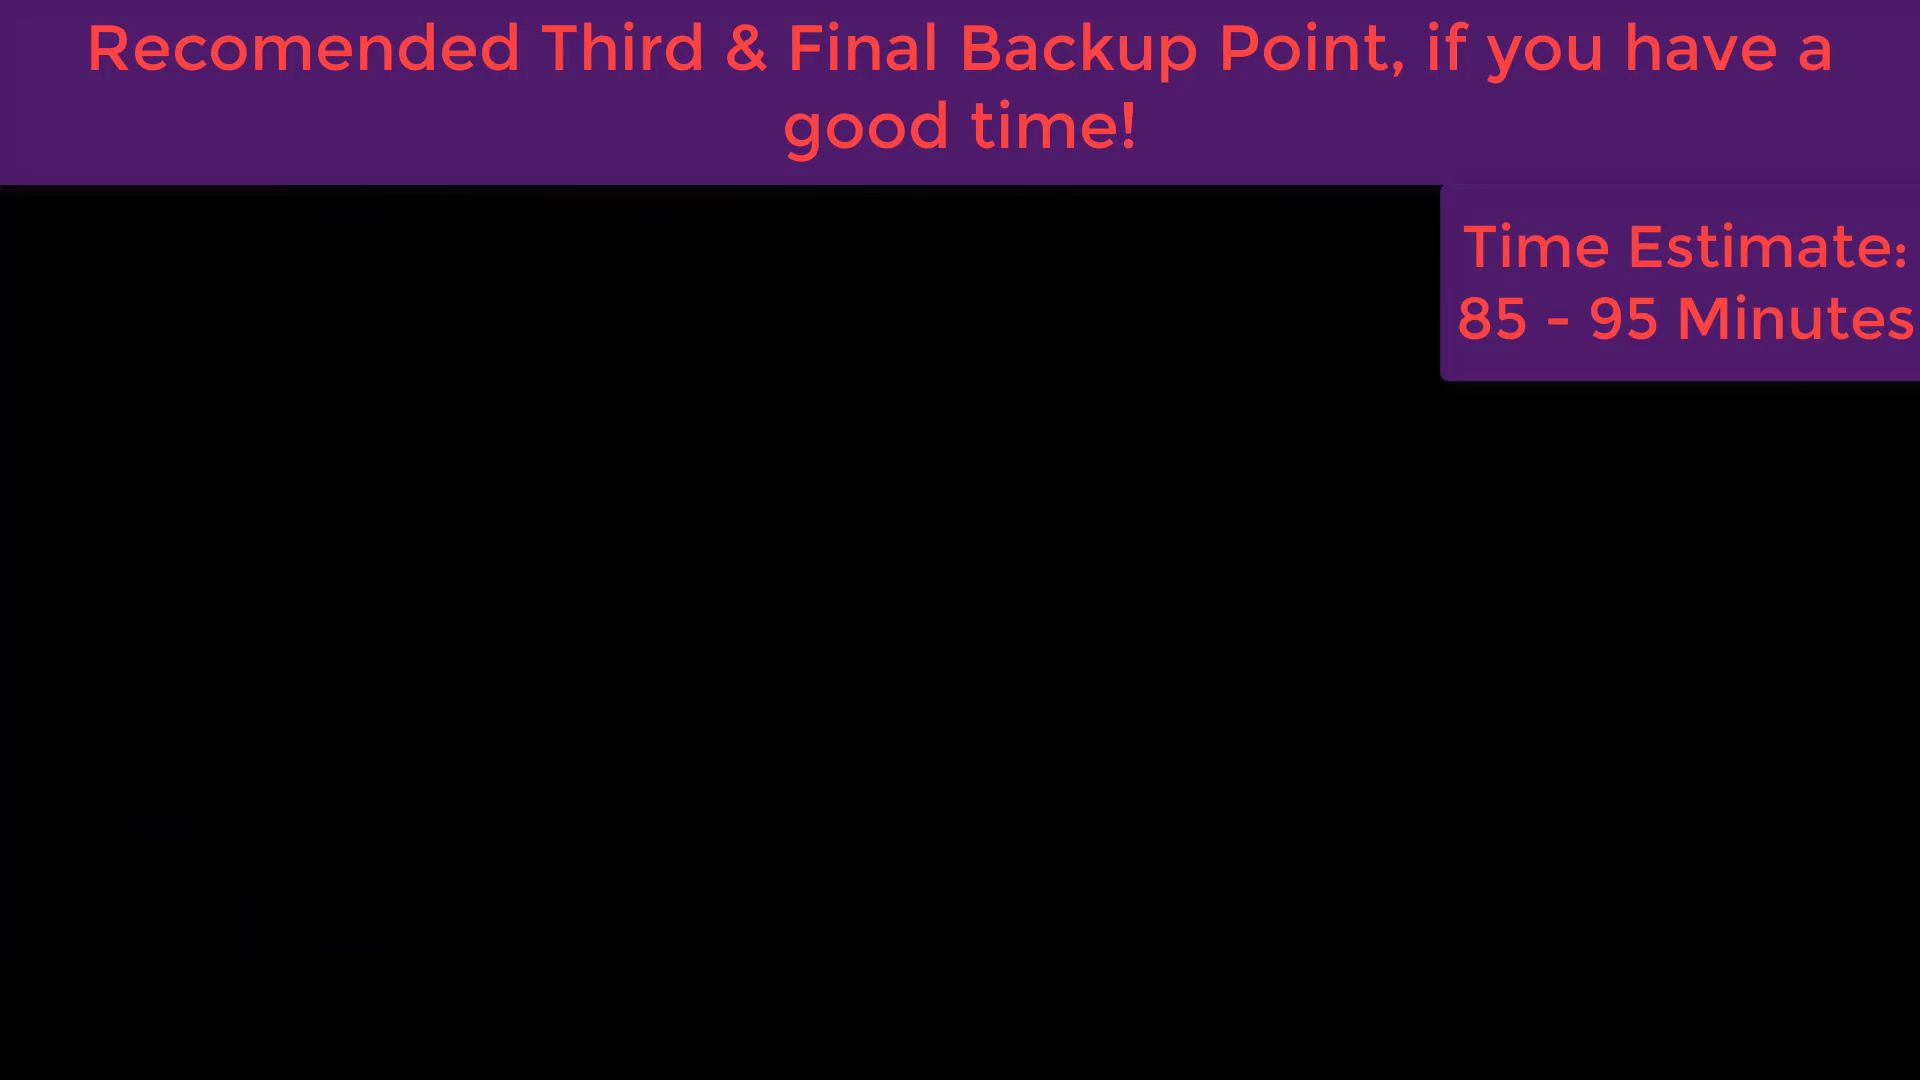 Recomended Third & Final Backup Point, if you have a
good time!
Time Estimate:
85 - 95 Minutes